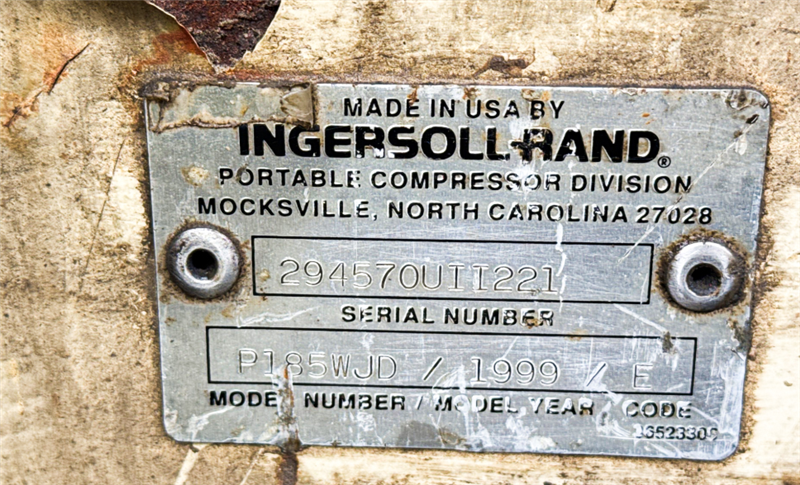 MADE IN USA BY
INGERSOLL-RAND®
PORTABLE COMPRESSOR DIVISION
MOCKSVILLE, NORTH CAROLINA 27028
294570UII221
SERIAL NUMBER
P185WJD / 1999 / E
MODEL NUMBER / MODEL YEAR / CODE